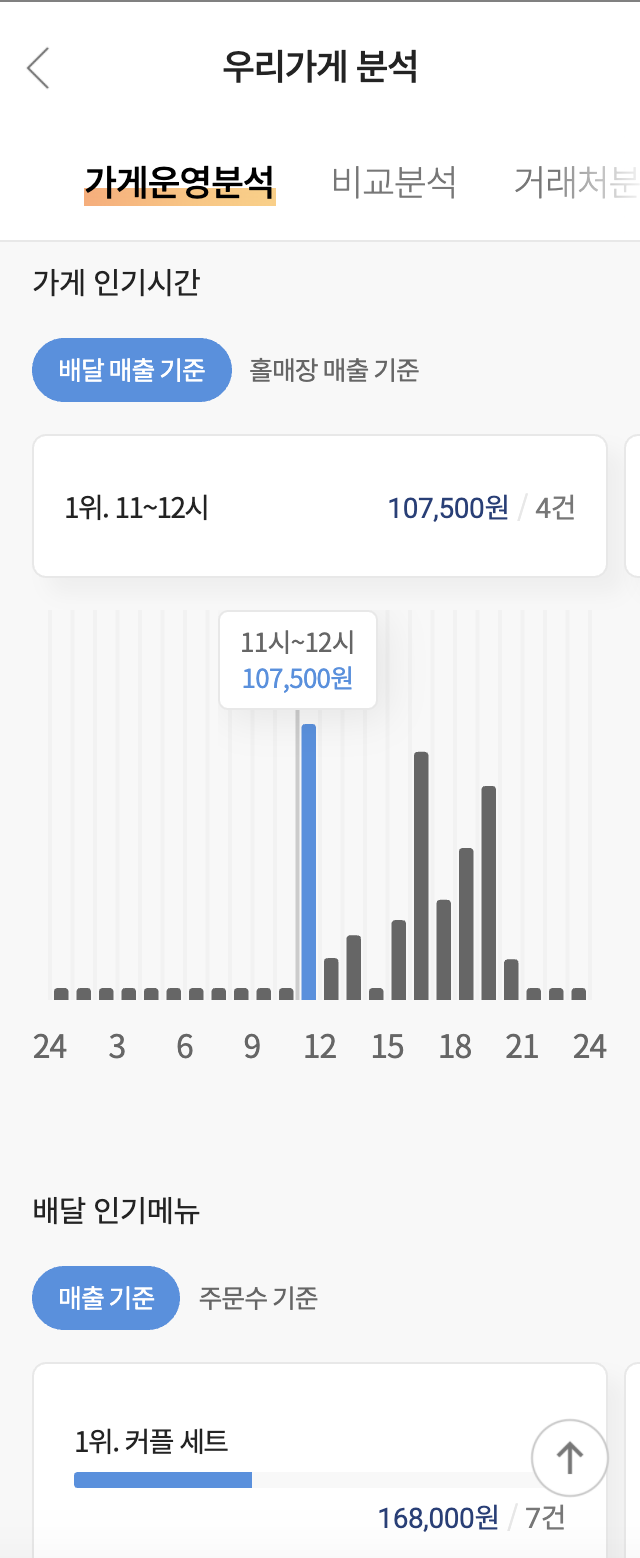 우리가게 분석
가게운영분석 비교분석 거래처분
가게 인기시간
배달 매출 기준 홀매장 매출 기준
1위. 11~12시 107,500원 / 4건
11시~12시
107,500원
24 3 6 9 12 15 18 21 24
배달 인기메뉴
매출 기준 주문수 기준
1위. 커플 세트
168,000원 / 7건